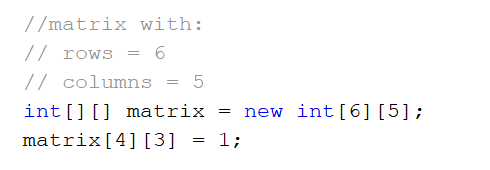 //matrix with:
// rows = 6
// columns = 5
int[][] matrix = new int[6][5];
matrix[4][3] = 1;